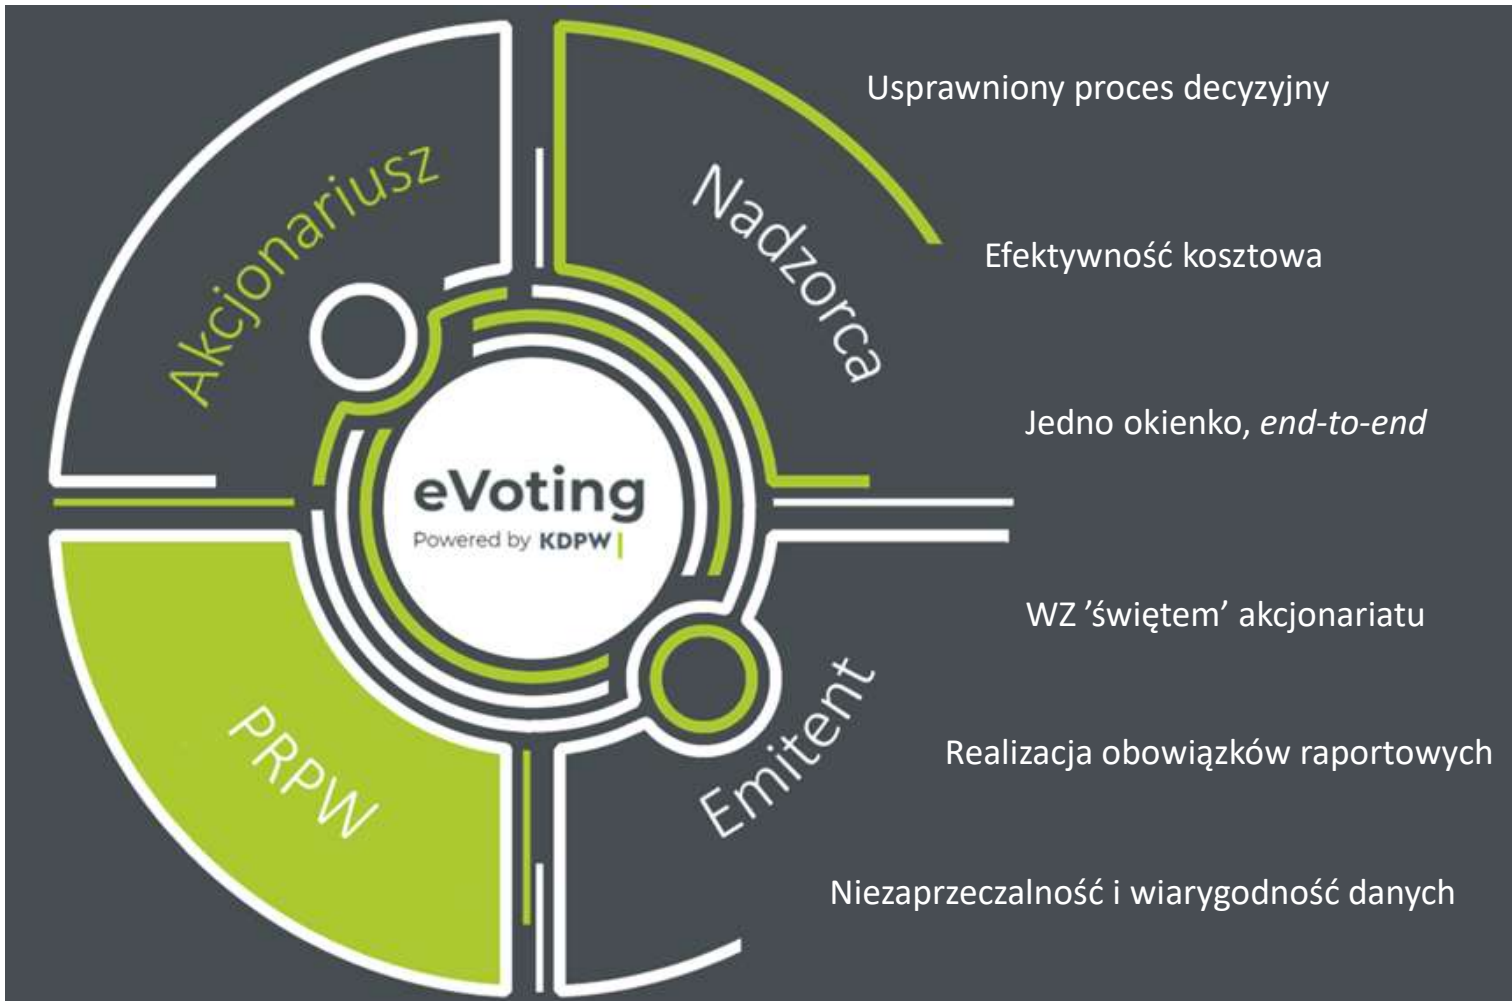 Akcjonariusz
Nadzorca
eVoting
Powered by KDPW
PRPW
Emitent
Usprawniony proces decyzyjny
Efektywność kosztowa
Jedno okienko, end-to-end
WZ ’świętem’ akcjonariatu
Realizacja obowiązków raportowych
Niezaprzeczalność i wiarygodność danych